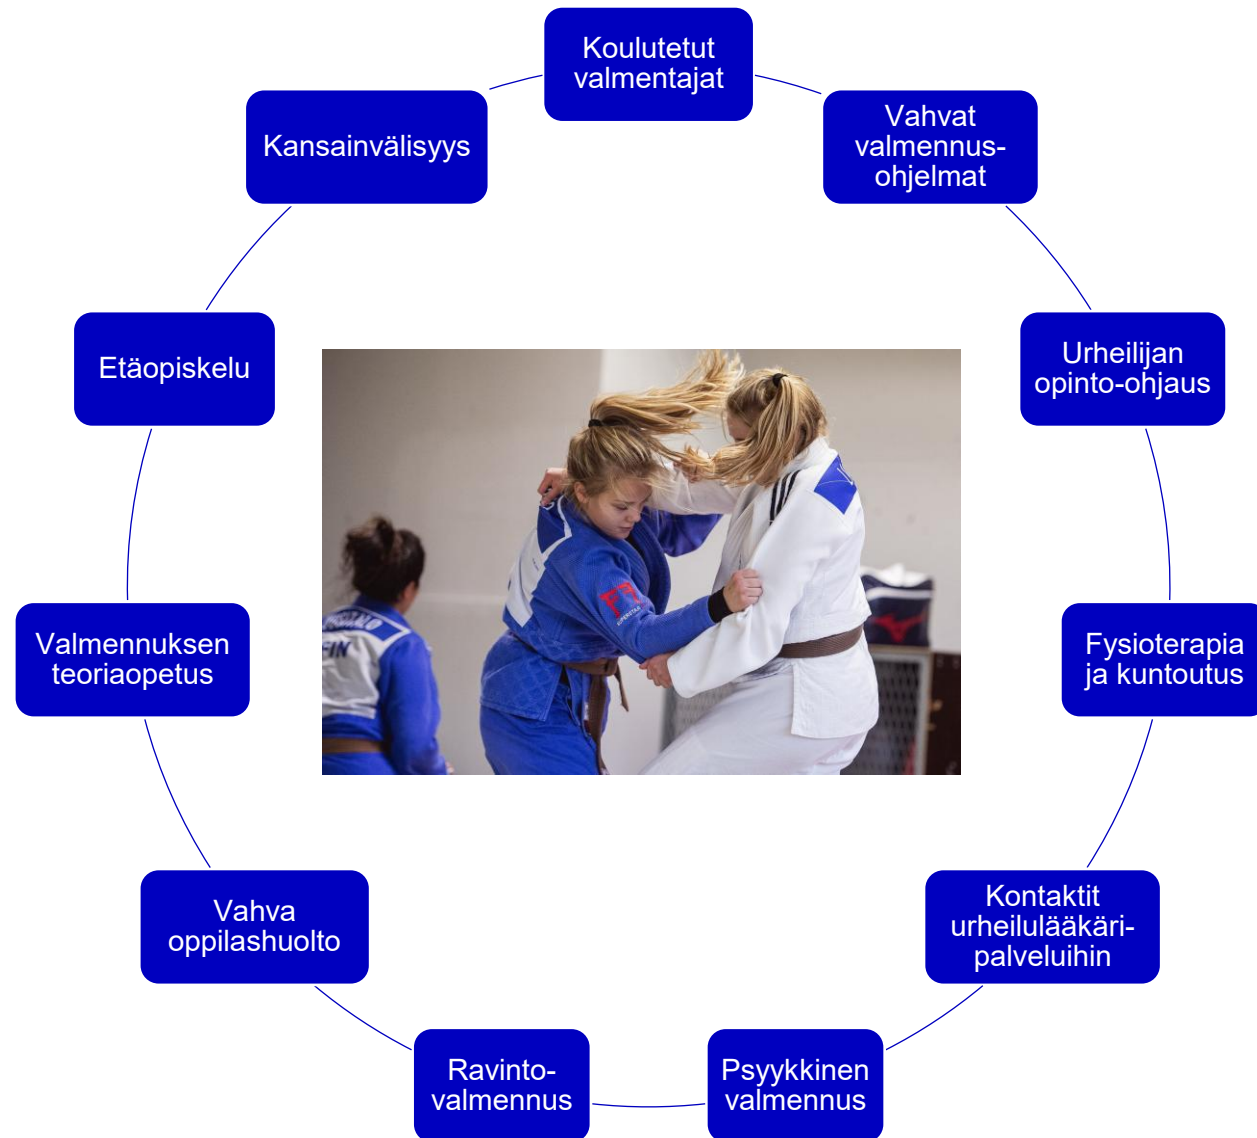 Koulutetut
valmentajat
Vahvat
valmennus-
ohjelmat
Urheilijan
opinto-ohjaus
Fysioterapia
ja kuntoutus
Kontaktit
urheilulääkäri-
palveluihin
Psyykkinen
valmennus
Ravinto-
valmennus
Vahva
oppilashuolto
Valmennuksen
teoriaopetus
Etäopiskelu
Kansainvälisyys
FIN